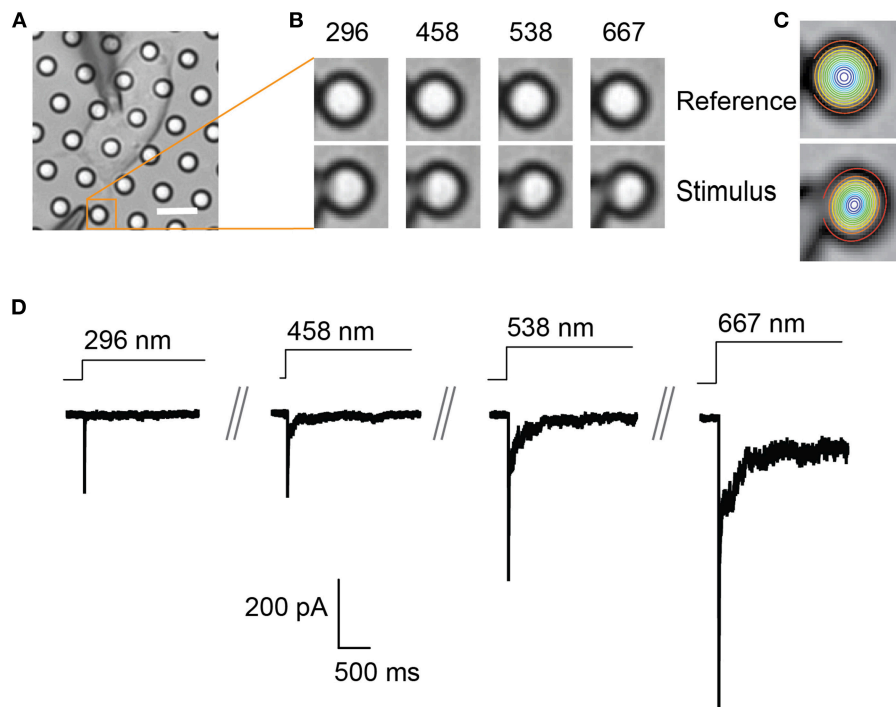 A
B
C
296 458 538 667
Reference
Stimulus
D
296 nm
458 nm
538 nm
667 nm
200 pA
500 ms